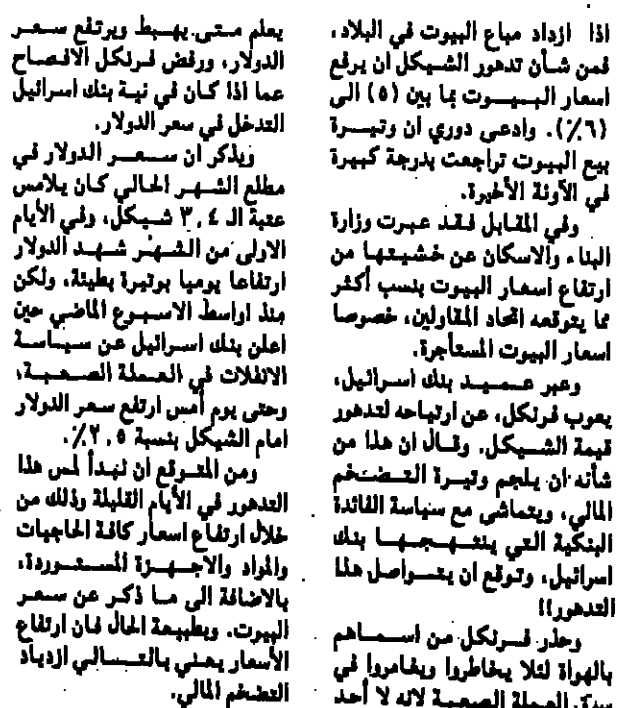 اذا ازداد مباع البيوت في البلاد،
فمن شأن تدهور الشيكل ان يرفع
اسعار البيوت بما بين (٥) الى
(٦٪). وادعى دوري ان وتيرة
بيع البيوت تراجعت بدرجة كبيرة
في الآونة الأخيرة.
وفي المقابل فقد عبرت وزارة
البناء والاسكان عن خشيتها من
ارتفاع اسعار البيوت بنسب أكثر
مما يتوقعه اتحاد المقاولين، خصوصا
اسعار البيوت المستأجرة.
وعبر عميد بنك اسرائيل،
يعوب فرنكل، عن ارتياحه لتدهور
قيمة الشيكل. وقال ان هذا من
شأنه ان يلجم وتيرة التضخم
المالي، ويتماشى مع سياسة الفائدة
البنكية التي ينتهجها بنك
اسرائيل، وتوقع ان يتواصل هذا
التدهور!!
وحذر فرنكل من اسماهم
بالهواة لئلا يخاطروا ويغامروا في
سوق العملة الصعبة لانه لا أحد
يعلم متى يهبط ويرتفع سعر
الدولار، ورفض فرنكل الافصاح
عما اذا كان في نية بنك اسرائيل
التدخل في سعر الدولار.
ويذكر ان سعر الدولار في
مطلع الشهر الحالي كان يلامس
عتبة الـ ٣,٤ شيكل، وفي الأيام
الاولى من الشهر شهد الدولار
ارتفاعا يوميا بوتيرة بطيئة، ولكن
منذ اواسط الاسبوع الماضي حين
اعلن بنك اسرائيل عن سياسة
الانفلات في العملة الصعبة،
وحتى يوم أمس ارتفع سعر الدولار
امام الشيكل بنسبة ٢,٥٪.
ومن المتوقع ان نبدأ لمس هذا
التدهور في الأيام القليلة وذلك من
خلال ارتفاع اسعار كافة الحاجيات
والمواد والاجهزة المستوردة،
بالاضافة الى ما ذكر عن سعر
البيوت. وبطبيعة الحال فان ارتفاع
الأسعار يعني بالتالي ازدياد
التضخم المالي.